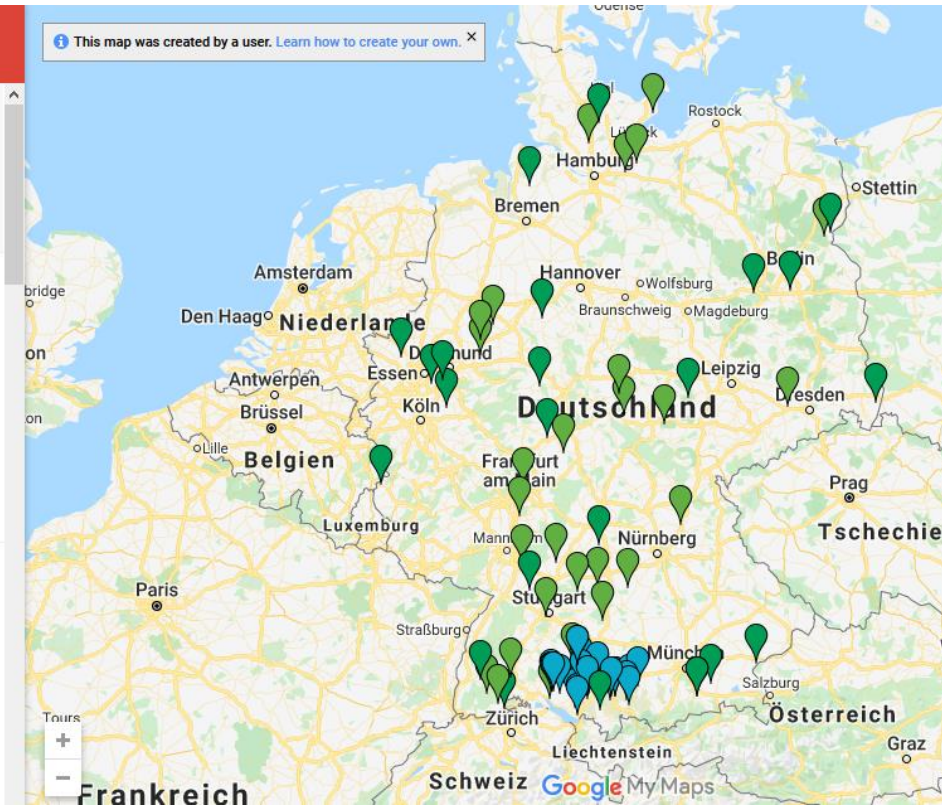 Odense
This map was created by a user. Learn how to create your own.
Rostock
Hamburg
Stettin
Bremen
Berlin
Amsterdam
Hannover
Wolfsburg
bridge
Braunschweig
Magdeburg
Den Haag
Niederlande
on
Dortmund
Essen
Leipzig
Antwerpen
Dresden
Köln
Deutschland
on
Brüssel
Lille
Belgien
Frankfurt
am Main
Prag
Luxemburg
Mannheim
Nürnberg
Tschechie
Paris
Stuttgart
Straßburg
München
Salzburg
Tours
Zürich
Österreich
+
Liechtenstein
Graz
−
Schweiz
Google My Maps
Frankreich